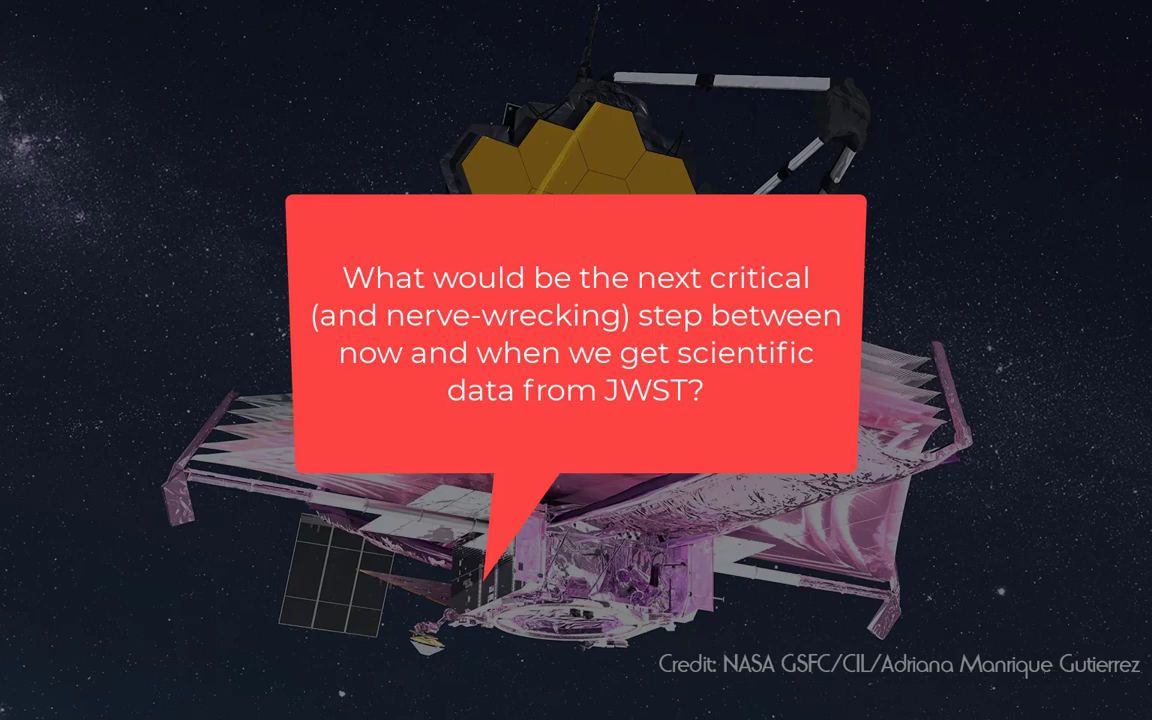 What would be the next critical
(and nerve-wrecking) step between
now and when we get scientific
data from JWST?
Credit: NASA GSFC/CIL/Adriana Manrique Gutierrez